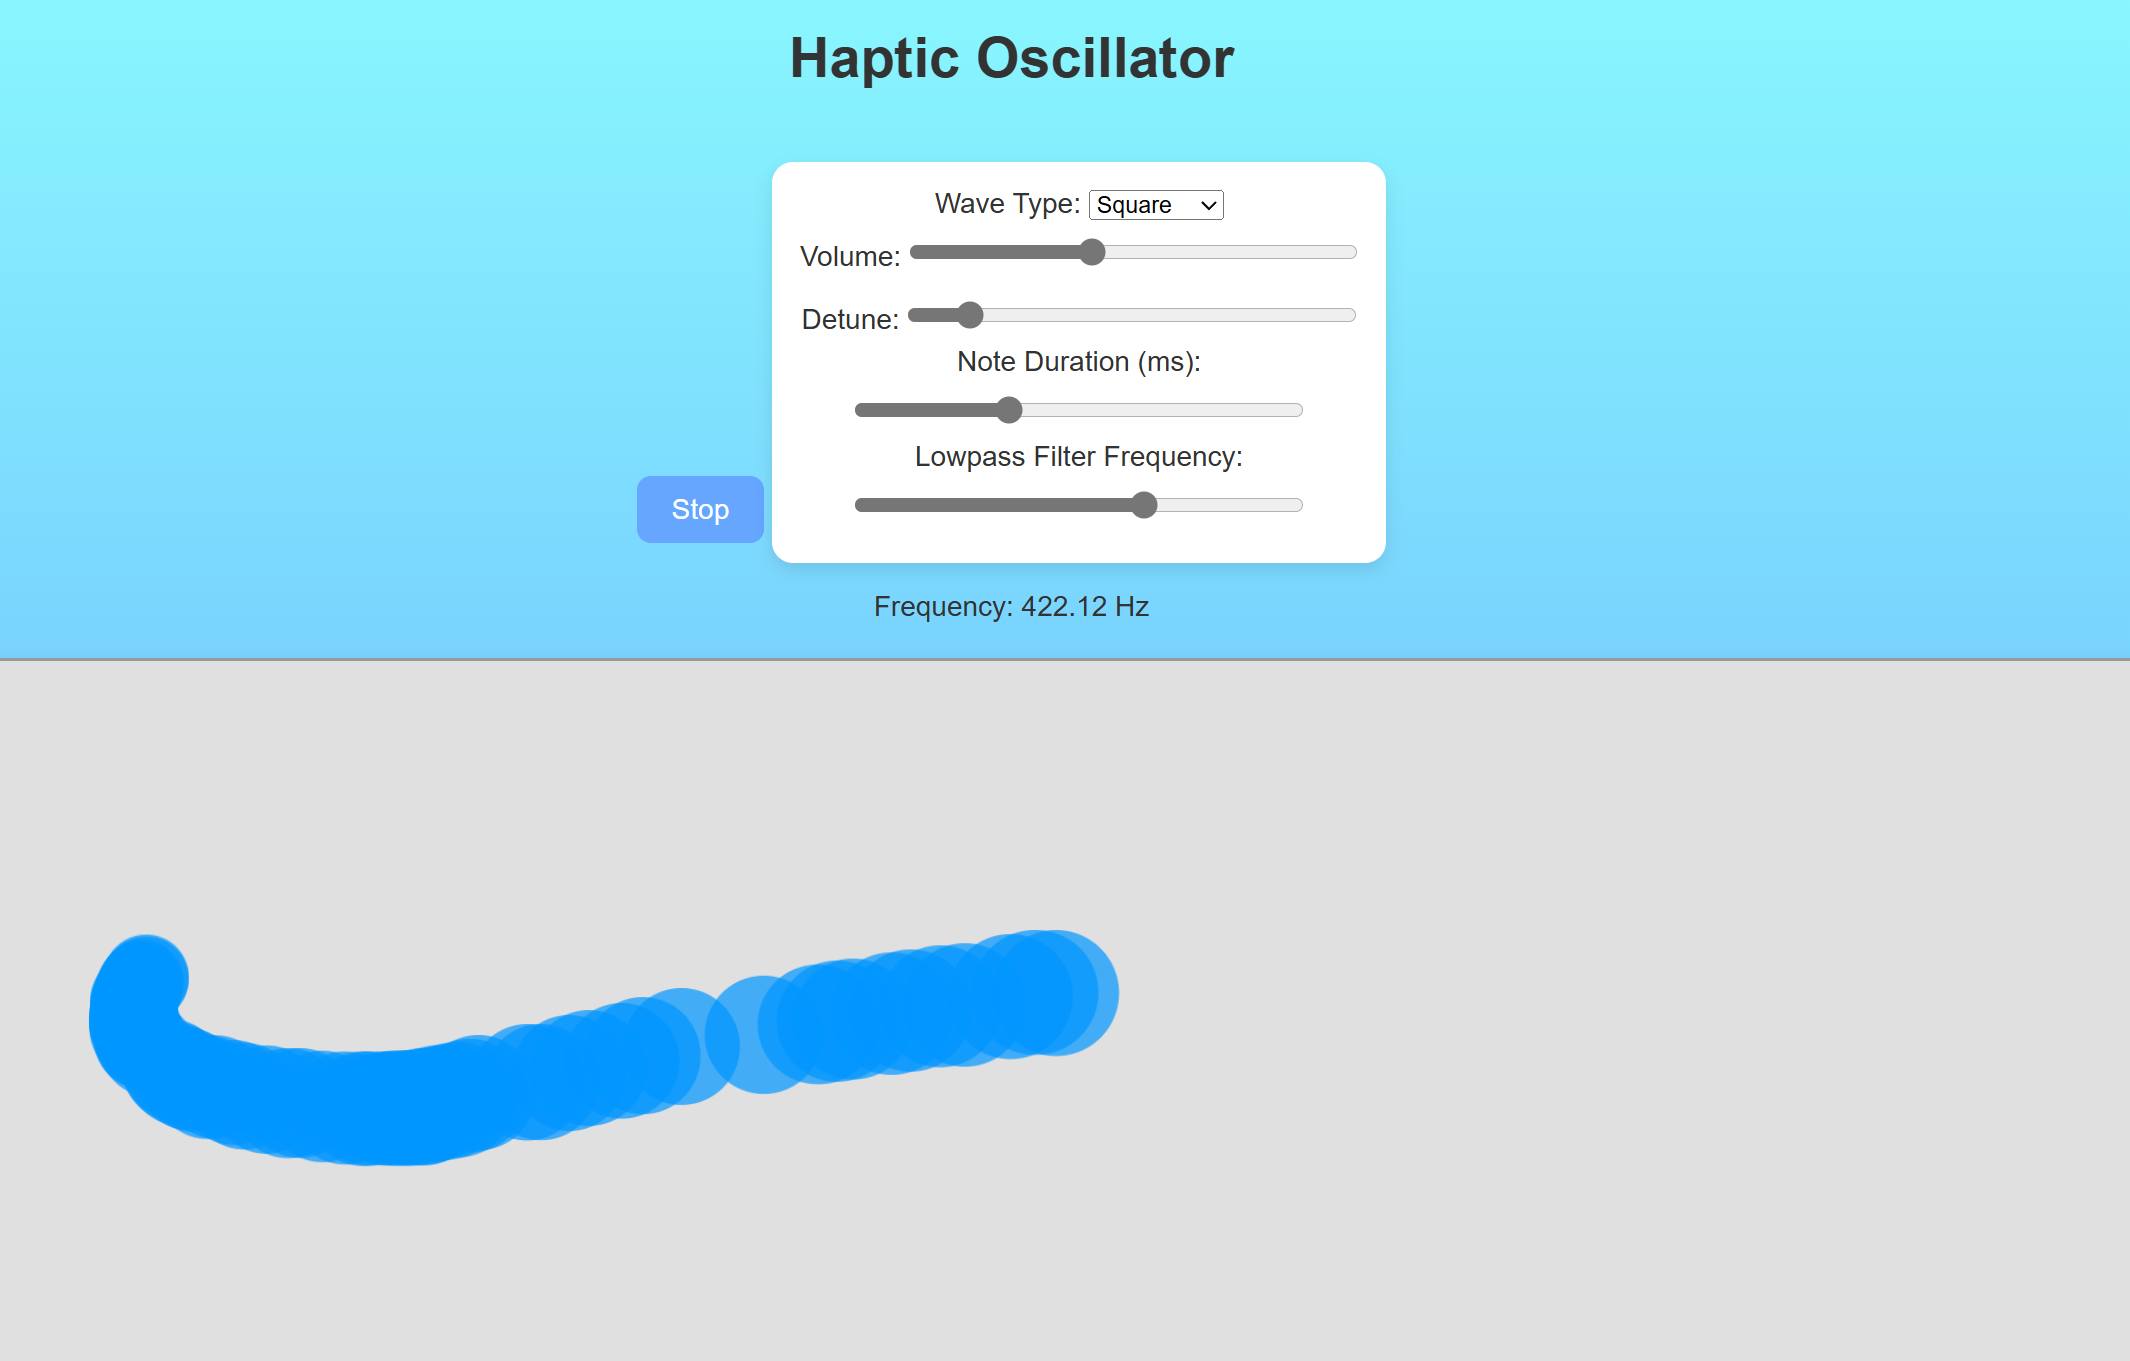 Haptic Oscillator
Wave Type: Square
Volume:
Detune:
Note Duration (ms):
Lowpass Filter Frequency:
Stop
Frequency: 422.12 Hz